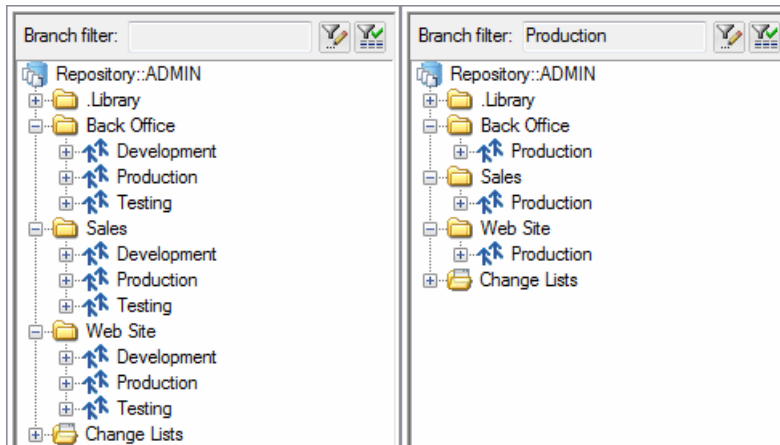 Branch filter:
Repository::ADMIN
.Library
Back Office
Development
Production
Testing
Sales
Development
Production
Testing
Web Site
Development
Production
Testing
Change Lists
Branch filter: Production
Repository::ADMIN
.Library
Back Office
Production
Sales
Production
Web Site
Production
Change Lists